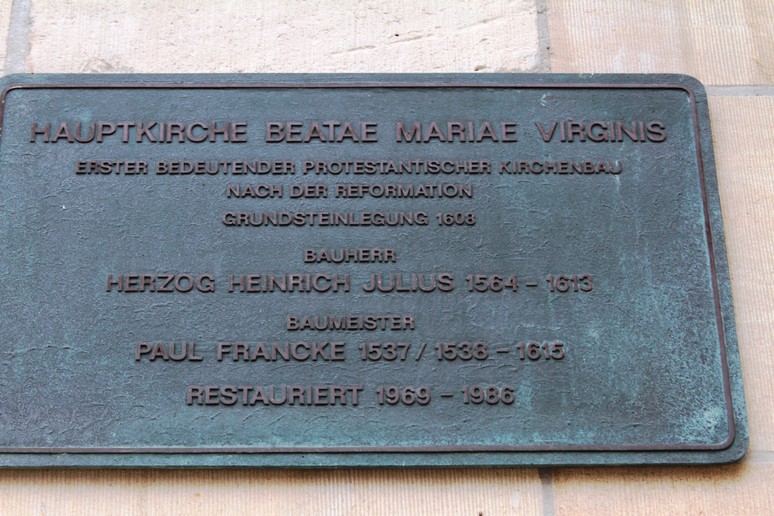 HAUPTKIRCHE BEATAE MARIAE VIRGINIS
ERSTER BEDEUTENDER PROTESTANTISCHER KIRCHENBAU
NACH DER REFORMATION
GRUNDSTEINLEGUNG 1608
BAUHERR
HERZOG HEINRICH JULIUS 1564 – 1613
BAUMEISTER
PAUL FRANCKE 1537 / 1538 – 1615
RESTAURIERT 1969 – 1986